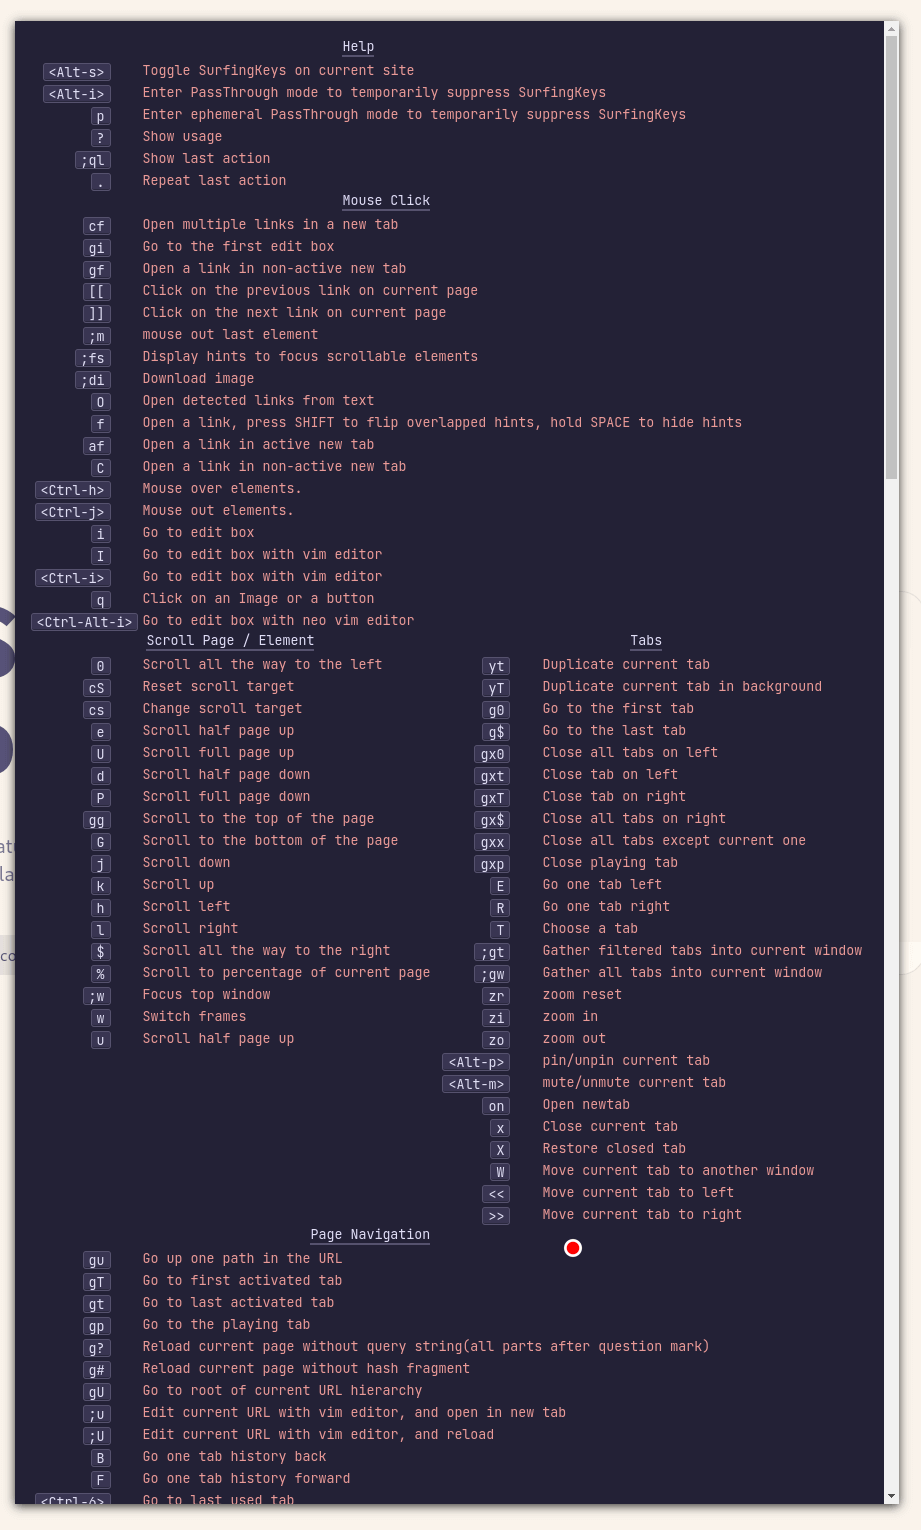 Help
<Alt-s> Toggle SurfingKeys on current site
<Alt-i> Enter PassThrough mode to temporarily suppress SurfingKeys
p Enter ephemeral PassThrough mode to temporarily suppress SurfingKeys
? Show usage
;ql Show last action
. Repeat last action
Mouse Click
cf Open multiple links in a new tab
gi Go to the first edit box
gf Open a link in non-active new tab
[[ Click on the previous link on current page
]] Click on the next link on current page
;m mouse out last element
;fs Display hints to focus scrollable elements
;di Download image
O Open detected links from text
f Open a link, press SHIFT to flip overlapped hints, hold SPACE to hide hints
af Open a link in active new tab
C Open a link in non-active new tab
<Ctrl-h> Mouse over elements.
<Ctrl-j> Mouse out elements.
i Go to edit box
I Go to edit box with vim editor
<Ctrl-i> Go to edit box with vim editor
q Click on an Image or a button
<Ctrl-Alt-i> Go to edit box with neo vim editor
Scroll Page / Element
0 Scroll all the way to the left
cS Reset scroll target
cs Change scroll target
e Scroll half page up
U Scroll full page up
d Scroll half page down
P Scroll full page down
gg Scroll to the top of the page
G Scroll to the bottom of the page
j Scroll down
k Scroll up
h Scroll left
l Scroll right
$ Scroll all the way to the right
% Scroll to percentage of current page
;w Focus top window
w Switch frames
u Scroll half page up
Tabs
yt Duplicate current tab
yT Duplicate current tab in background
g0 Go to the first tab
g$ Go to the last tab
gx0 Close all tabs on left
gxt Close tab on left
gxT Close tab on right
gx$ Close all tabs on right
gxx Close all tabs except current one
gxp Close playing tab
E Go one tab left
R Go one tab right
T Choose a tab
;gt Gather filtered tabs into current window
;gw Gather all tabs into current window
zr zoom reset
zi zoom in
zo zoom out
<Alt-p> pin/unpin current tab
<Alt-m> mute/unmute current tab
on Open newtab
x Close current tab
X Restore closed tab
W Move current tab to another window
<< Move current tab to left
>> Move current tab to right
Page Navigation
gu Go up one path in the URL
gT Go to first activated tab
gt Go to last activated tab
gp Go to the playing tab
g? Reload current page without query string(all parts after question mark)
g# Reload current page without hash fragment
gU Go to root of current URL hierarchy
;u Edit current URL with vim editor, and open in new tab
;U Edit current URL with vim editor, and reload
B Go one tab history back
F Go one tab history forward
<Ctrl-6> Go to last used tab